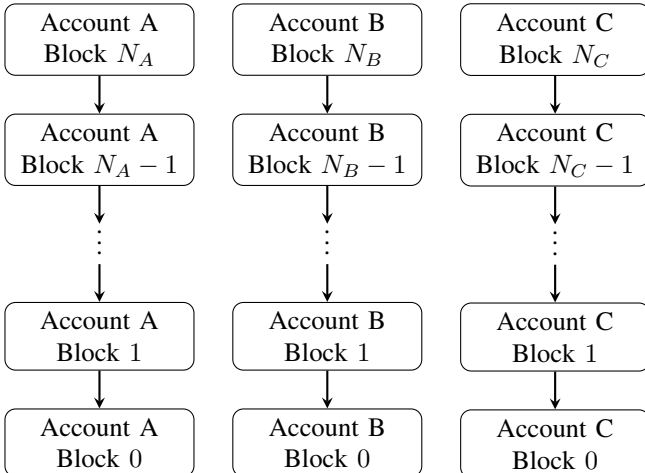 Account A
Block N_A
Account B
Block N_B
Account C
Block N_C
Account A
Block N_A − 1
Account B
Block N_B − 1
Account C
Block N_C − 1
Account A
Block 1
Account B
Block 1
Account C
Block 1
Account A
Block 0
Account B
Block 0
Account C
Block 0